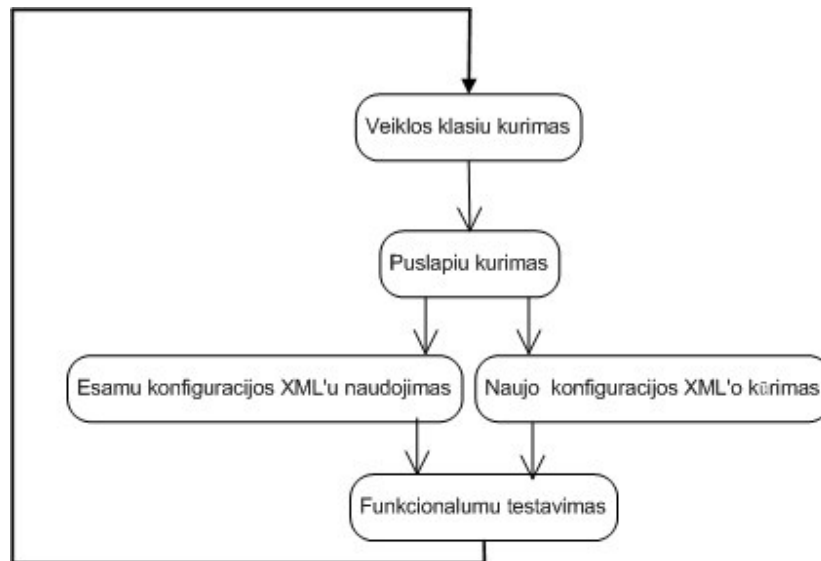 Veiklos klasiu kurimas
Puslapiu kurimas
Esamu konfiguracijos XML'u naudojimas
Naujo konfiguracijos XML'o kūrimas
Funkcionalumu testavimas